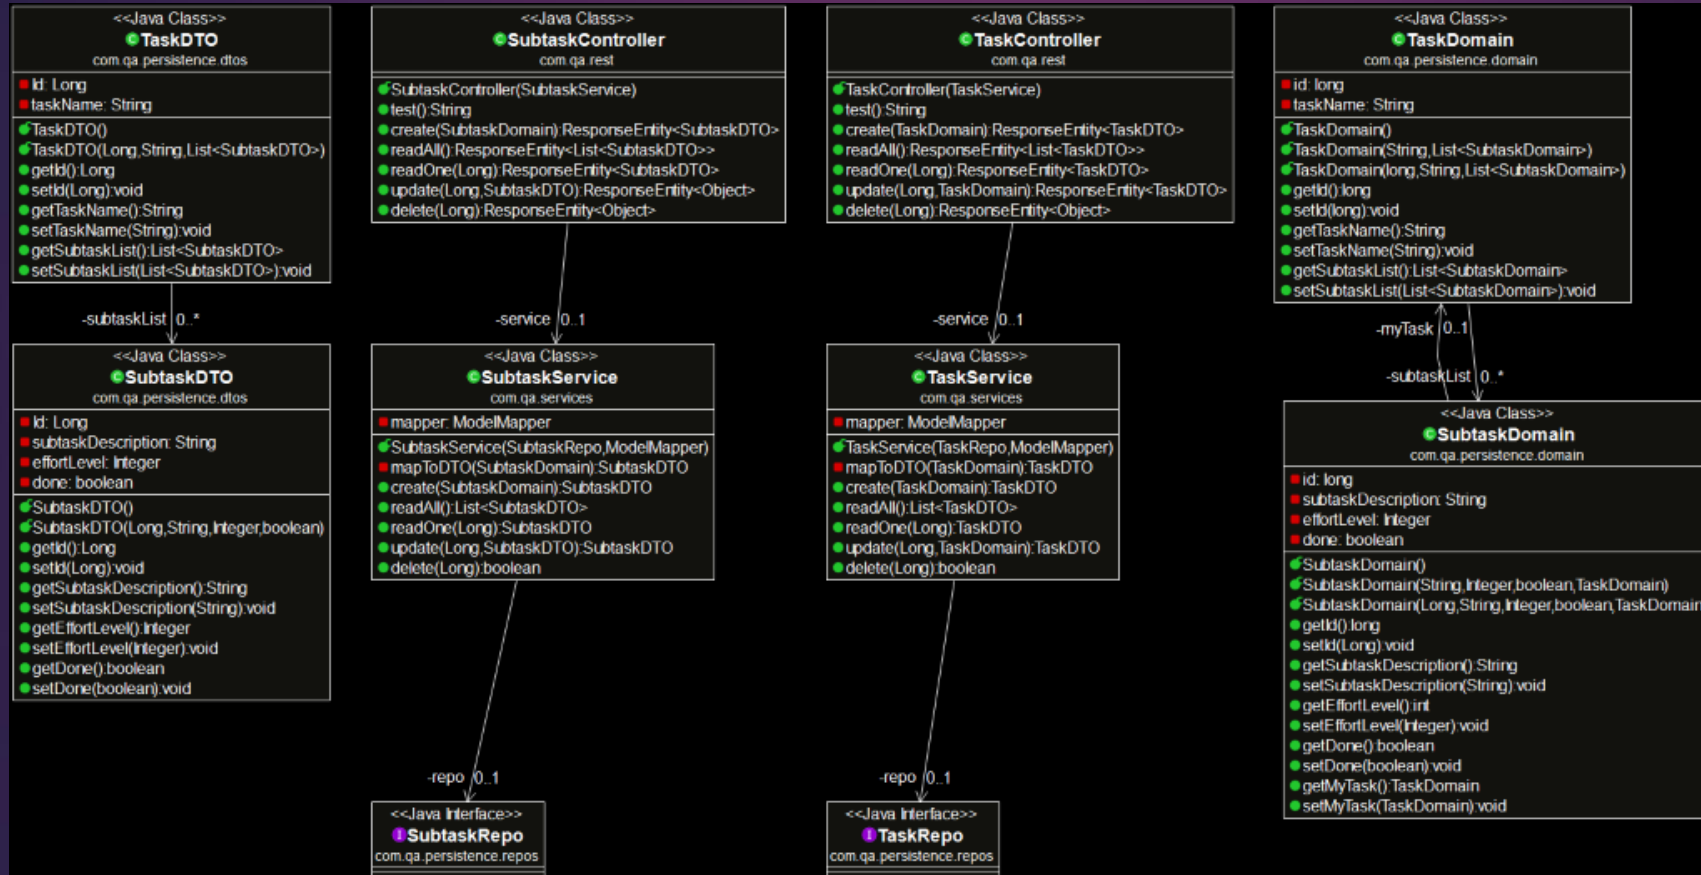 <<Java Class>>
TaskDTO
com.qa.persistence.dtos
Id: Long
taskName: String
TaskDTO()
TaskDTO(Long,String,List<SubtaskDTO>)
getId():Long
setId(Long):void
getTaskName():String
setTaskName(String):void
getSubtaskList():List<SubtaskDTO>
setSubtaskList(List<SubtaskDTO>):void
-subtaskList 0..*
<<Java Class>>
SubtaskDTO
com.qa.persistence.dtos
Id: Long
subtaskDescription: String
effortLevel: Integer
done: boolean
SubtaskDTO()
SubtaskDTO(Long,String,Integer,boolean)
getId():Long
setId(Long):void
getSubtaskDescription():String
setSubtaskDescription(String):void
getEffortLevel():Integer
setEffortLevel(Integer):void
getDone():boolean
setDone(boolean):void
<<Java Class>>
SubtaskController
com.qa.rest
SubtaskController(SubtaskService)
test():String
create(SubtaskDomain):ResponseEntity<SubtaskDTO>
readAll():ResponseEntity<List<SubtaskDTO>>
readOne(Long):ResponseEntity<SubtaskDTO>
update(Long,SubtaskDTO):ResponseEntity<Object>
delete(Long):ResponseEntity<Object>
-service 0..1
<<Java Class>>
SubtaskService
com.qa.services
mapper: ModelMapper
SubtaskService(SubtaskRepo,ModelMapper)
mapToDTO(SubtaskDomain):SubtaskDTO
create(SubtaskDomain):SubtaskDTO
readAll():List<SubtaskDTO>
readOne(Long):SubtaskDTO
update(Long,SubtaskDTO):SubtaskDTO
delete(Long):boolean
-repo 0..1
<<Java Interface>>
SubtaskRepo
com.qa.persistence.repos
<<Java Class>>
TaskController
com.qa.rest
TaskController(TaskService)
test():String
create(TaskDomain):ResponseEntity<TaskDTO>
readAll():ResponseEntity<List<TaskDTO>>
readOne(Long):ResponseEntity<TaskDTO>
update(Long,TaskDomain):ResponseEntity<TaskDTO>
delete(Long):ResponseEntity<Object>
-service 0..1
<<Java Class>>
TaskService
com.qa.services
mapper: ModelMapper
TaskService(TaskRepo,ModelMapper)
mapToDTO(TaskDomain):TaskDTO
create(TaskDomain):TaskDTO
readAll():List<TaskDTO>
readOne(Long):TaskDTO
update(Long,TaskDomain):TaskDTO
delete(Long):boolean
-repo 0..1
<<Java Interface>>
TaskRepo
com.qa.persistence.repos
<<Java Class>>
TaskDomain
com.qa.persistence.domain
id: long
taskName: String
TaskDomain()
TaskDomain(String,List<SubtaskDomain>)
TaskDomain(long,String,List<SubtaskDomain>)
getId():long
setId(long):void
getTaskName():String
setTaskName(String):void
getSubtaskList():List<SubtaskDomain>
setSubtaskList(List<SubtaskDomain>):void
-myTask 0..1
-subtaskList 0..*
<<Java Class>>
SubtaskDomain
com.qa.persistence.domain
id: long
subtaskDescription: String
effortLevel: Integer
done: boolean
SubtaskDomain()
SubtaskDomain(String,Integer,boolean,TaskDomain)
SubtaskDomain(Long,String,Integer,boolean,TaskDomain
getId():long
setId(Long):void
getSubtaskDescription():String
setSubtaskDescription(String):void
getEffortLevel():int
setEffortLevel(Integer):void
getDone():boolean
setDone(boolean):void
getMyTask():TaskDomain
setMyTask(TaskDomain):void